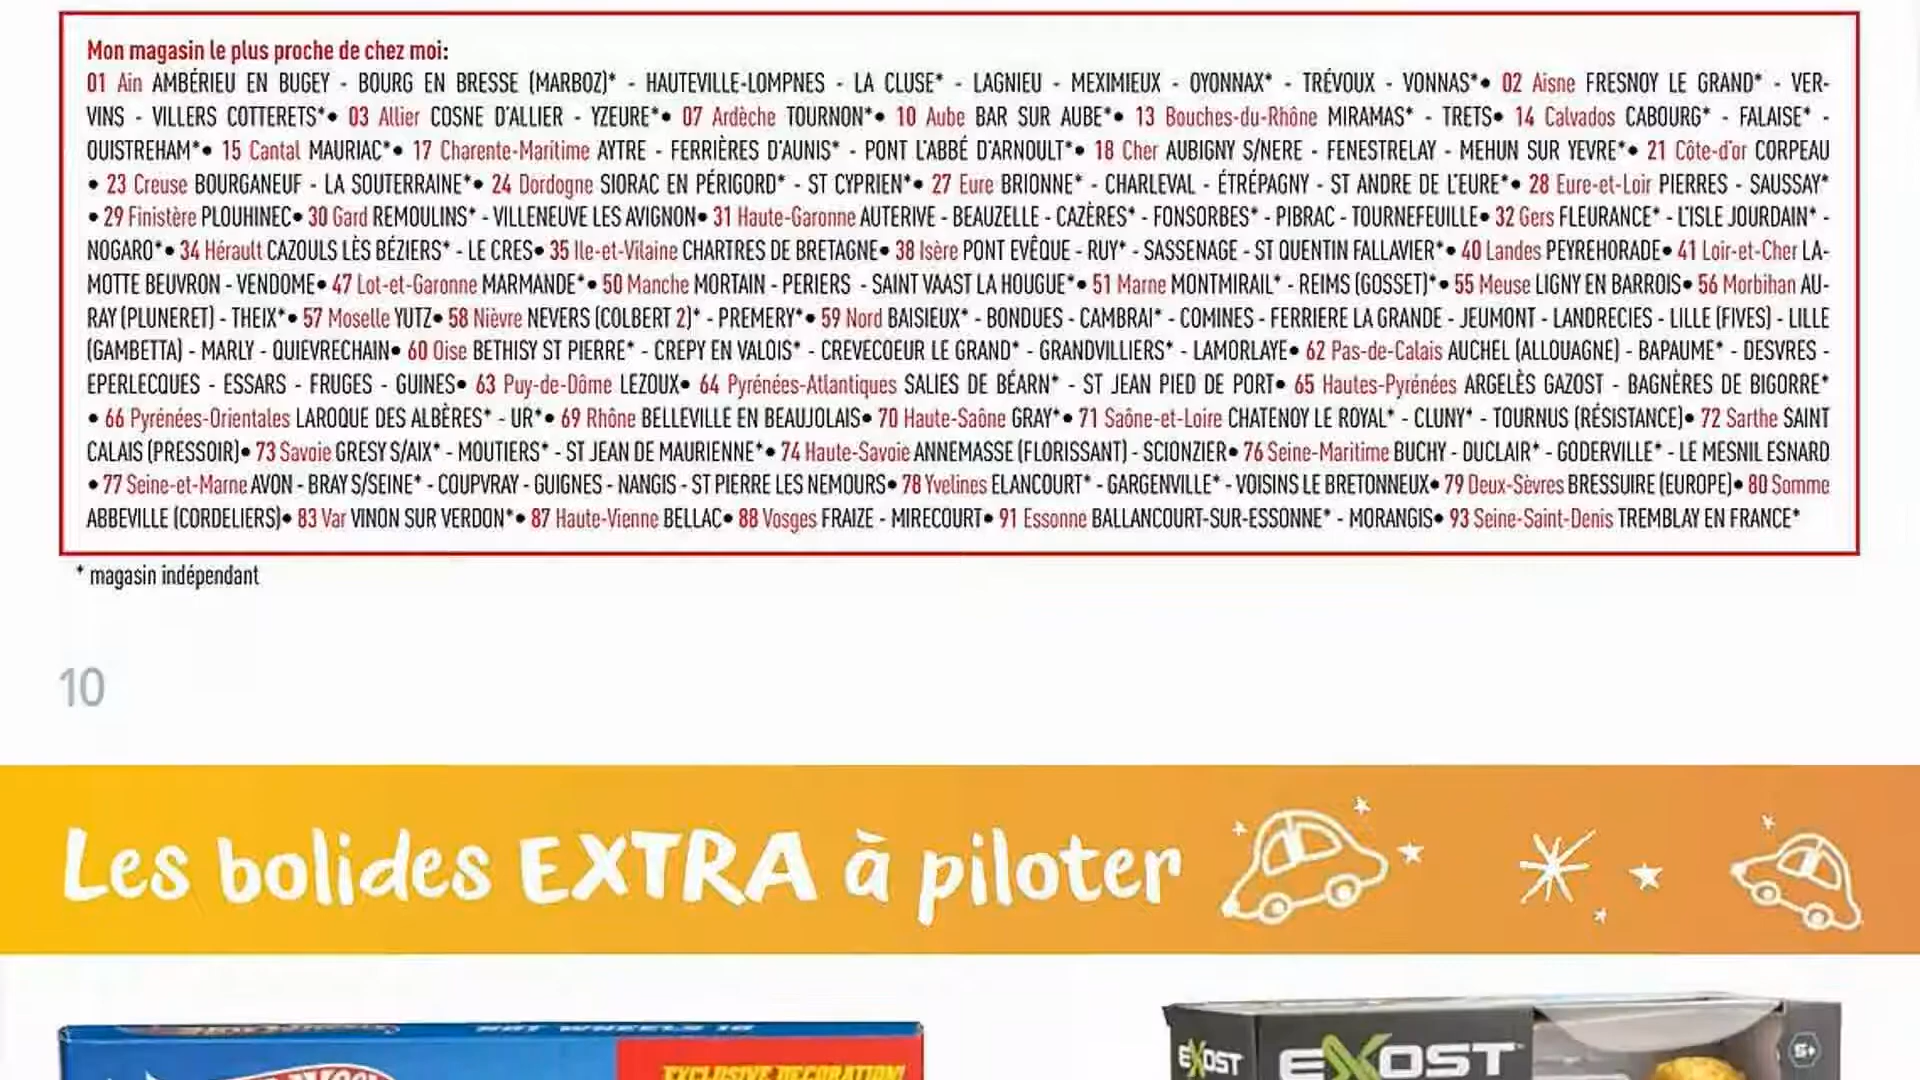 Mon magasin le plus proche de chez moi:
01 Ain AMBÉRIEU EN BUGEY - BOURG EN BRESSE (MARBOZ)* - HAUTEVILLE-LOMPNES - LA CLUSE* - LAGNIEU - MEXIMIEUX - OYONNAX* - TRÉVOUX - VONNAS*• 02 Aisne FRESNOY LE GRAND* - VER-
VINS - VILLERS COTTERETS*• 03 Allier COSNE D'ALLIER - YZEURE*• 07 Ardèche TOURNON*• 10 Aube BAR SUR AUBE*• 13 Bouches-du-Rhône MIRAMAS* - TRETS• 14 Calvados CABOURG* - FALAISE* -
OUISTREHAM*• 15 Cantal MAURIAC*• 17 Charente-Maritime AYTRE - FERRIÈRES D'AUNIS* - PONT L'ABBÉ D'ARNOULT*• 18 Cher AUBIGNY S/NERE - FENESTRELAY - MEHUN SUR YEVRE*• 21 Côte-d'or CORPEAU
• 23 Creuse BOURGANEUF - LA SOUTERRAINE*• 24 Dordogne SIORAC EN PÉRIGORD* - ST CYPRIEN*• 27 Eure BRIONNE* - CHARLEVAL - ÉTRÉPAGNY - ST ANDRE DE L'EURE*• 28 Eure-et-Loir PIERRES - SAUSSAY*
• 29 Finistère PLOUHINEC• 30 Gard REMOULINS* - VILLENEUVE LES AVIGNON• 31 Haute-Garonne AUTERIVE - BEAUZELLE - CAZÈRES* - FONSORBES* - PIBRAC - TOURNEFEUILLE• 32 Gers FLEURANCE* - L'ISLE JOURDAIN* -
NOGARO*• 34 Hérault CAZOULS LÈS BÉZIERS* - LE CRES• 35 Ile-et-Vilaine CHARTRES DE BRETAGNE• 38 Isère PONT EVÊQUE - RUY* - SASSENAGE - ST QUENTIN FALLAVIER*• 40 Landes PEYREHORADE• 41 Loir-et-Cher LA-
MOTTE BEUVRON - VENDOME• 47 Lot-et-Garonne MARMANDE*• 50 Manche MORTAIN - PERIERS - SAINT VAAST LA HOUGUE*• 51 Marne MONTMIRAIL* - REIMS (GOSSET)*• 55 Meuse LIGNY EN BARROIS• 56 Morbihan AU-
RAY (PLUNERET) - THEIX*• 57 Moselle YUTZ• 58 Nièvre NEVERS (COLBERT 2)* - PREMERY*• 59 Nord BAISIEUX* - BONDUES - CAMBRAI* - COMINES - FERRIERE LA GRANDE - JEUMONT - LANDRECIES - LILLE (FIVES) - LILLE
(GAMBETTA) - MARLY - QUIEVRECHAIN• 60 Oise BETHISY ST PIERRE* - CREPY EN VALOIS* - CREVECOEUR LE GRAND* - GRANDVILLIERS* - LAMORLAYE• 62 Pas-de-Calais AUCHEL (ALLOUAGNE) - BAPAUME* - DESVRES -
EPERLECQUES - ESSARS - FRUGES - GUINES• 63 Puy-de-Dôme LEZOUX• 64 Pyrénées-Atlantiques SALIES DE BÉARN* - ST JEAN PIED DE PORT• 65 Hautes-Pyrénées ARGELÈS GAZOST - BAGNÈRES DE BIGORRE*
• 66 Pyrénées-Orientales LAROQUE DES ALBÈRES* - UR*• 69 Rhône BELLEVILLE EN BEAUJOLAIS• 70 Haute-Saône GRAY*• 71 Saône-et-Loire CHATENOY LE ROYAL* - CLUNY* - TOURNUS (RÉSISTANCE)• 72 Sarthe SAINT
CALAIS (PRESSOIR)• 73 Savoie GRESY S/AIX* - MOUTIERS* - ST JEAN DE MAURIENNE*• 74 Haute-Savoie ANNEMASSE (FLORISSANT) - SCIONZIER• 76 Seine-Maritime BUCHY - DUCLAIR* - GODERVILLE* - LE MESNIL ESNARD
• 77 Seine-et-Marne AVON - BRAY S/SEINE* - COUPVRAY - GUIGNES - NANGIS - ST PIERRE LES NEMOURS• 78 Yvelines ELANCOURT* - GARGENVILLE* - VOISINS LE BRETONNEUX• 79 Deux-Sèvres BRESSUIRE (EUROPE)• 80 Somme
ABBEVILLE (CORDELIERS)• 83 Var VINON SUR VERDON*• 87 Haute-Vienne BELLAC• 88 Vosges FRAIZE - MIRECOURT• 91 Essonne BALLANCOURT-SUR-ESSONNE* - MORANGIS• 93 Seine-Saint-Denis TREMBLAY EN FRANCE*
* magasin indépendant
10
Les bolides EXTRA à piloter
HOT WHEELS
EXCLUSIVE DECORATION!
EXOST
EXOST
5+